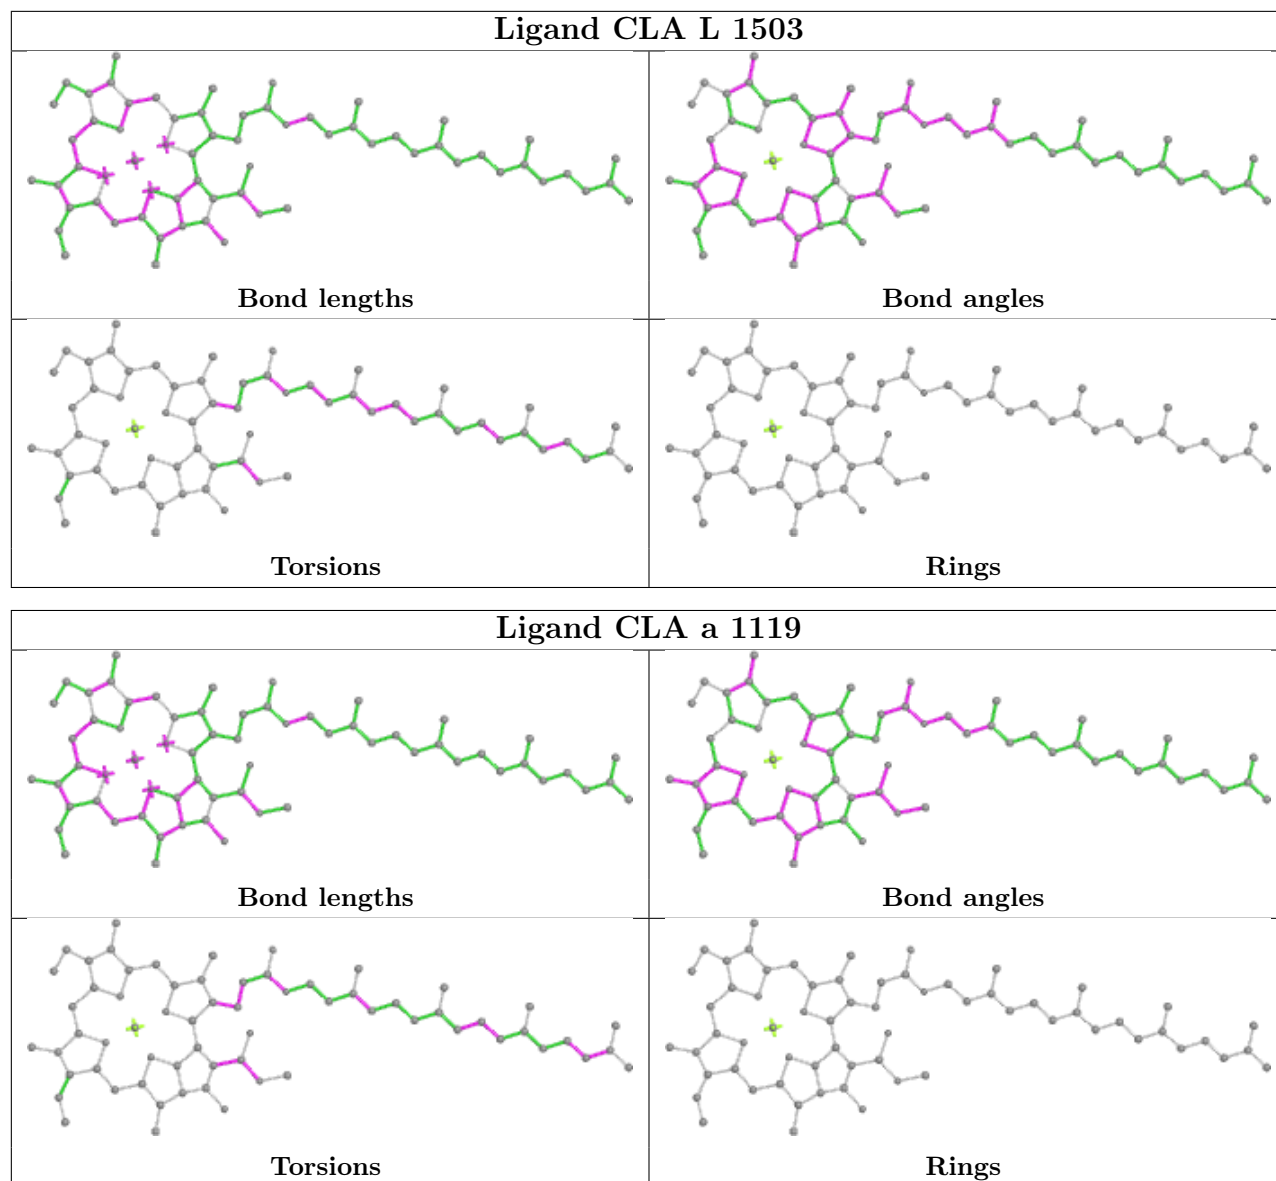 Ligand CLA L 1503
Bond lengths
Bond angles
Torsions
Rings
Ligand CLA a 1119
Bond lengths
Bond angles
Torsions
Rings